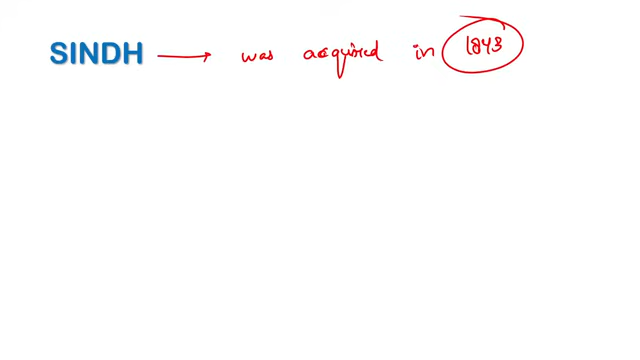 SINDH → was acquired in 1843